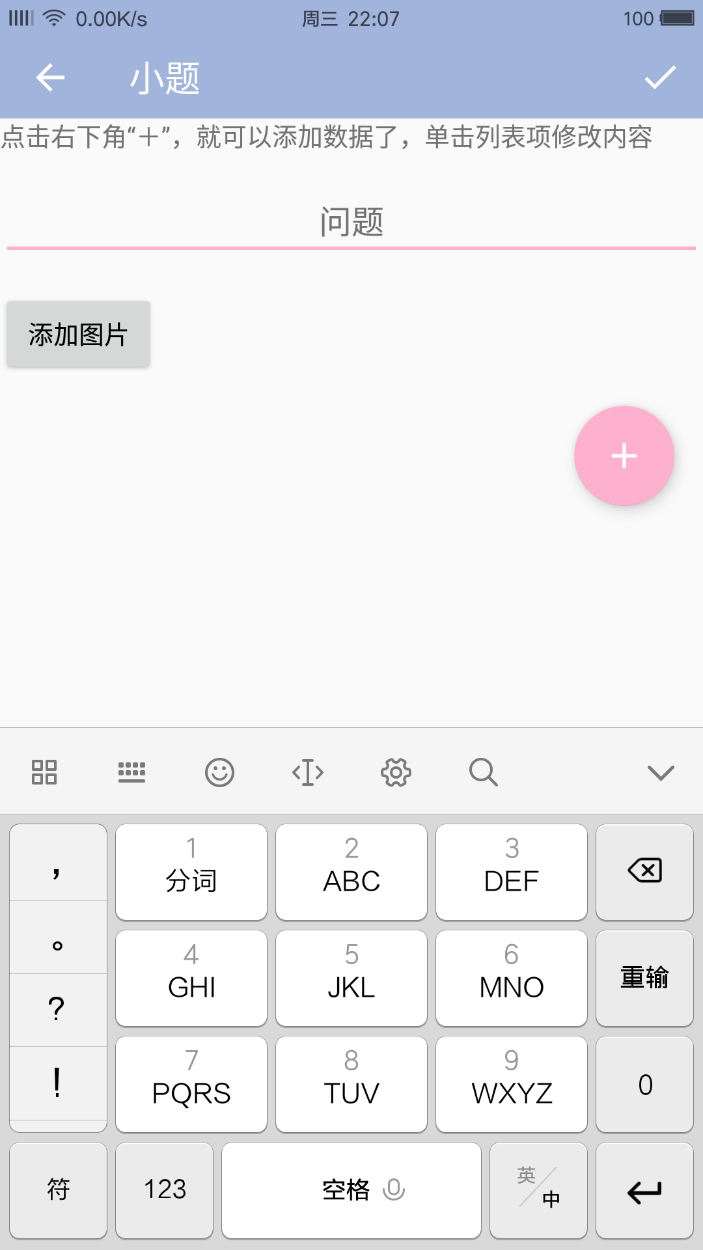 0.00K/s 周三 22:07 100
小题
点击右下角“＋”，就可以添加数据了，单击列表项修改内容
问题
添加图片
+
， 1 2 3
分词 ABC DEF
。 4 5 6
GHI JKL MNO 重输
? 7 8 9
! PQRS TUV WXYZ 0
符 123 空格 英/中